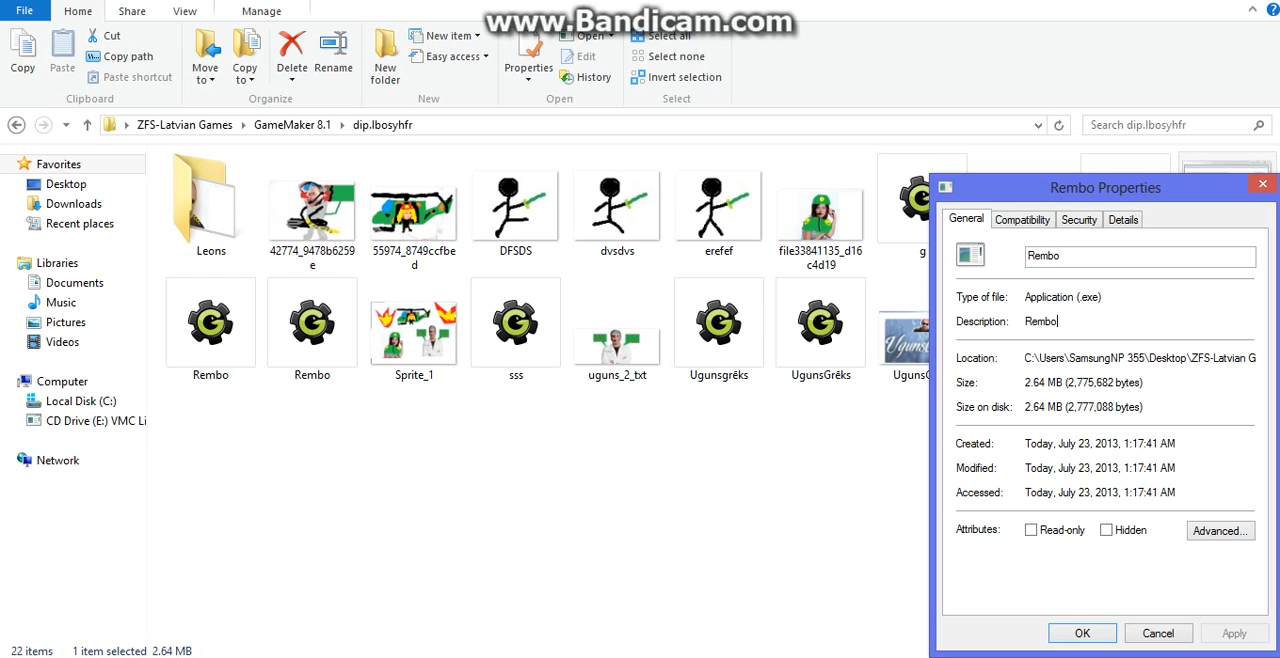 www.Bandicam.com
File Home Share View Manage
Copy
Paste
Cut
Copy path
Paste shortcut
Clipboard
Move to
Copy to
Delete
Rename
Organize
New folder
New item
Easy access
New
Properties
Open
Edit
History
Open
Select all
Select none
Invert selection
Select
ZFS-Latvian Games GameMaker 8.1 dip.lbosyhfr
Search dip.lbosyhfr
Favorites
Desktop
Downloads
Recent places
Libraries
Documents
Music
Pictures
Videos
Computer
Local Disk (C:)
CD Drive (E:) VMC Li
Network
Leons
42774_9478b6259
e
55974_8749ccfbe
d
DFSDS
dvsdvs
erefef
file33841135_d16
c4d19
g
Rembo
Rembo
Sprite_1
sss
uguns_2_txt
Ugunsgrēks
UgunsGrēks
UgunsG
Rembo Properties
General Compatibility Security Details
Rembo
Type of file: Application (.exe)
Description: Rembo
Location: C:\Users\SamsungNP 355\Desktop\ZFS-Latvian G
Size: 2.64 MB (2,775,682 bytes)
Size on disk: 2.64 MB (2,777,088 bytes)
Created: Today, July 23, 2013, 1:17:41 AM
Modified: Today, July 23, 2013, 1:17:41 AM
Accessed: Today, July 23, 2013, 1:17:41 AM
Attributes: Read-only Hidden Advanced...
OK Cancel Apply
22 items 1 item selected 2.64 MB